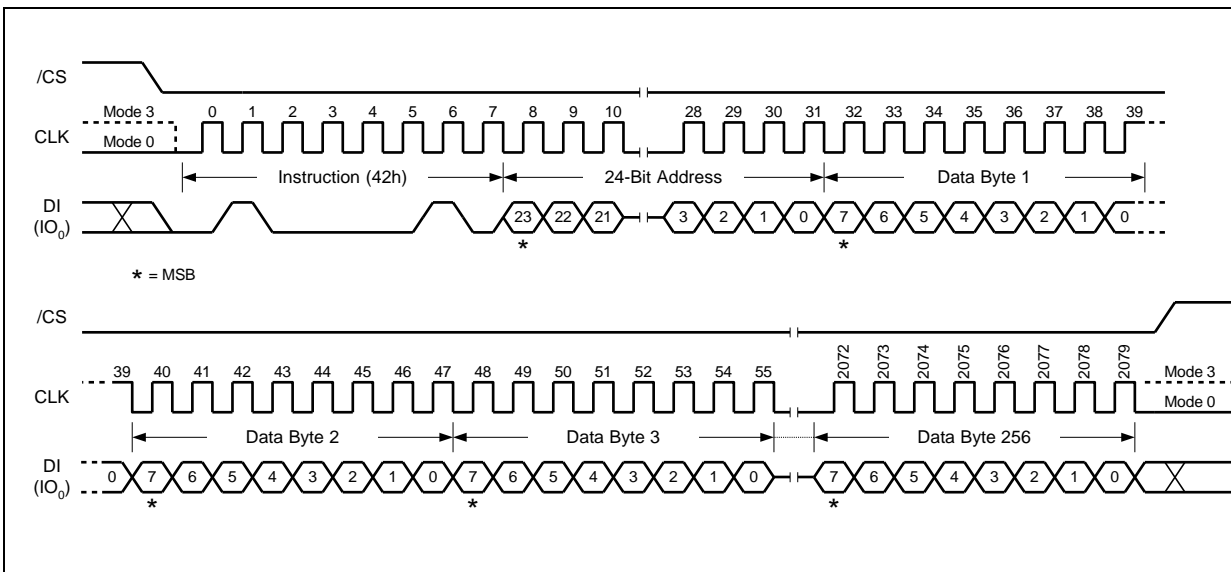 /CS
Mode 3 0 1 2 3 4 5 6 7 8 9 10 28 29 30 31 32 33 34 35 36 37 38 39
CLK Mode 0
Instruction (42h) 24-Bit Address Data Byte 1
DI
(IO0) 23 22 21 3 2 1 0 7 6 5 4 3 2 1 0
* *
* = MSB
/CS
39 40 41 42 43 44 45 46 47 48 49 50 51 52 53 54 55 2072 2073 2074 2075 2076 2077 2078 2079 Mode 3
CLK Mode 0
Data Byte 2 Data Byte 3 Data Byte 256
DI
(IO0) 0 7 6 5 4 3 2 1 0 7 6 5 4 3 2 1 0 7 6 5 4 3 2 1 0
* * *